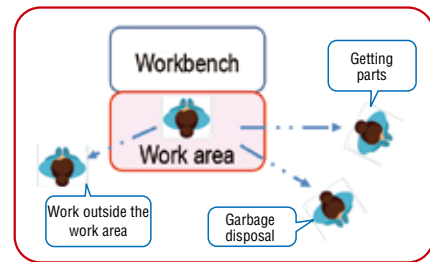 Workbench
Getting
parts
Work area
Work outside the
work area
Garbage
disposal